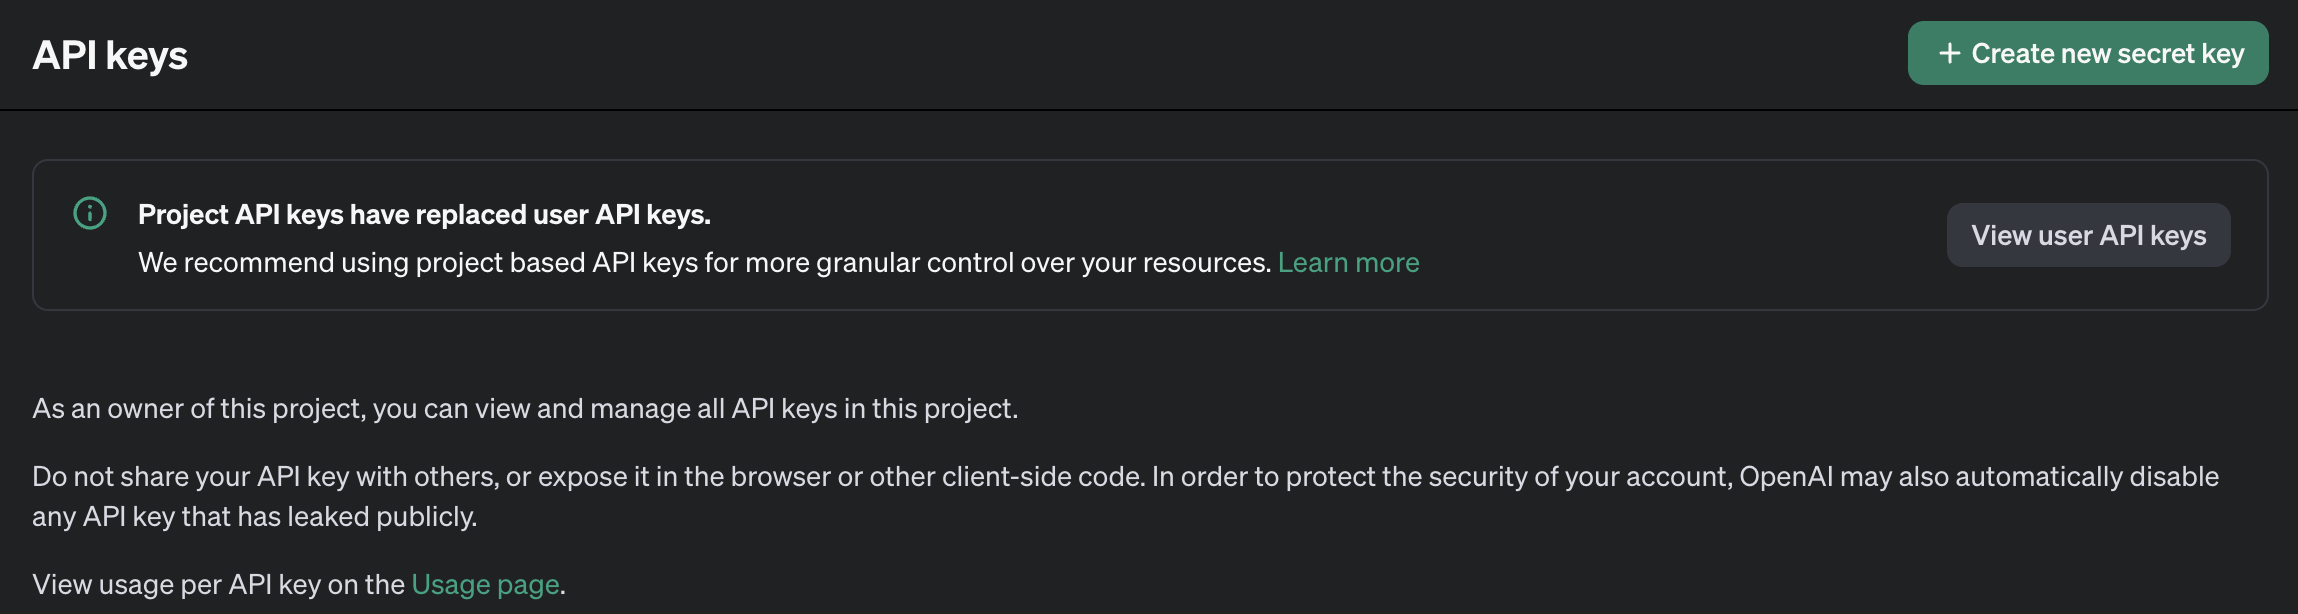 API keys
+ Create new secret key
Project API keys have replaced user API keys.
We recommend using project based API keys for more granular control over your resources. Learn more
View user API keys
As an owner of this project, you can view and manage all API keys in this project.
Do not share your API key with others, or expose it in the browser or other client-side code. In order to protect the security of your account, OpenAI may also automatically disable
any API key that has leaked publicly.
View usage per API key on the Usage page.